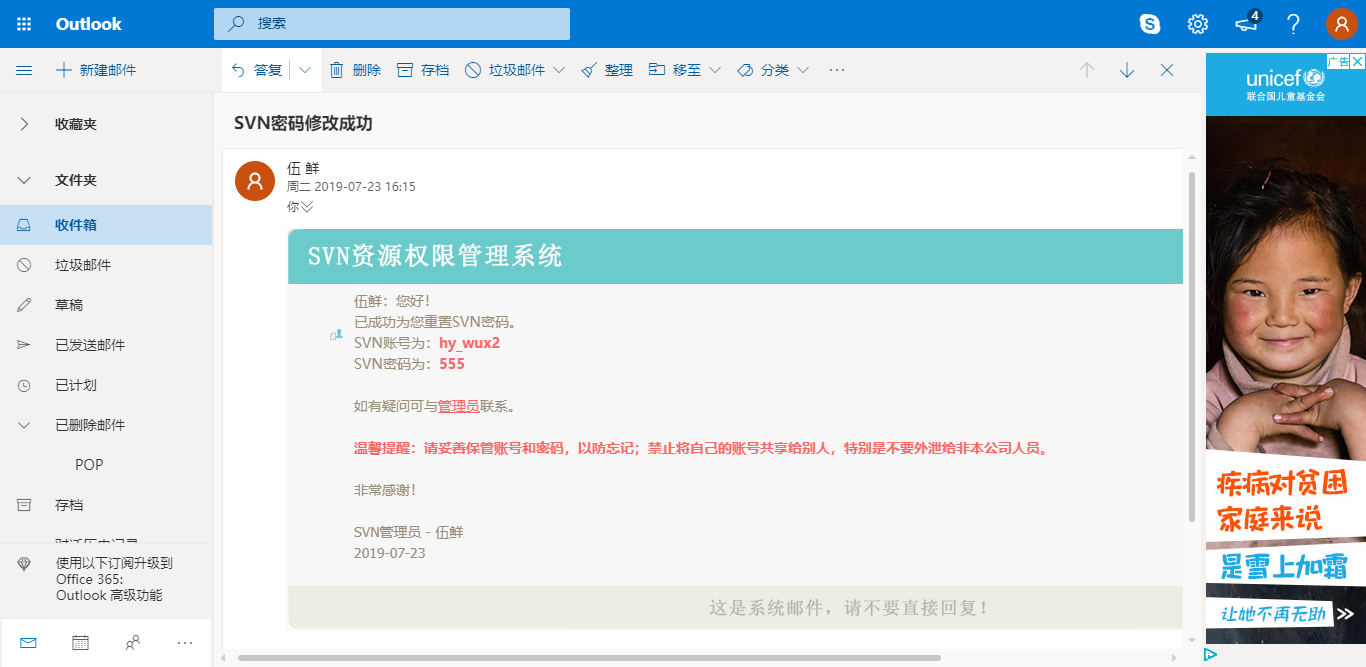 Outlook
搜索
4
新建邮件
答复
删除
存档
垃圾邮件
整理
移至
分类
收藏夹
文件夹
收件箱
垃圾邮件
草稿
已发送邮件
已计划
已删除邮件
POP
存档
对话历史记录
使用以下订阅升级到
Office 365:
Outlook 高级功能
SVN密码修改成功
伍 鲜
周二 2019-07-23 16:15
你
SVN资源权限管理系统
伍鲜：您好！
已成功为您重置SVN密码。
SVN账号为：hy_wux2
SVN密码为：555
如有疑问可与管理员联系。
温馨提醒：请妥善保管账号和密码，以防忘记；禁止将自己的账号共享给别人，特别是不要外泄给非本公司人员。
非常感谢！
SVN管理员 - 伍鲜
2019-07-23
这是系统邮件，请不要直接回复！
广告
unicef
联合国儿童基金会
疾病对贫困
家庭来说
是雪上加霜
让她不再无助